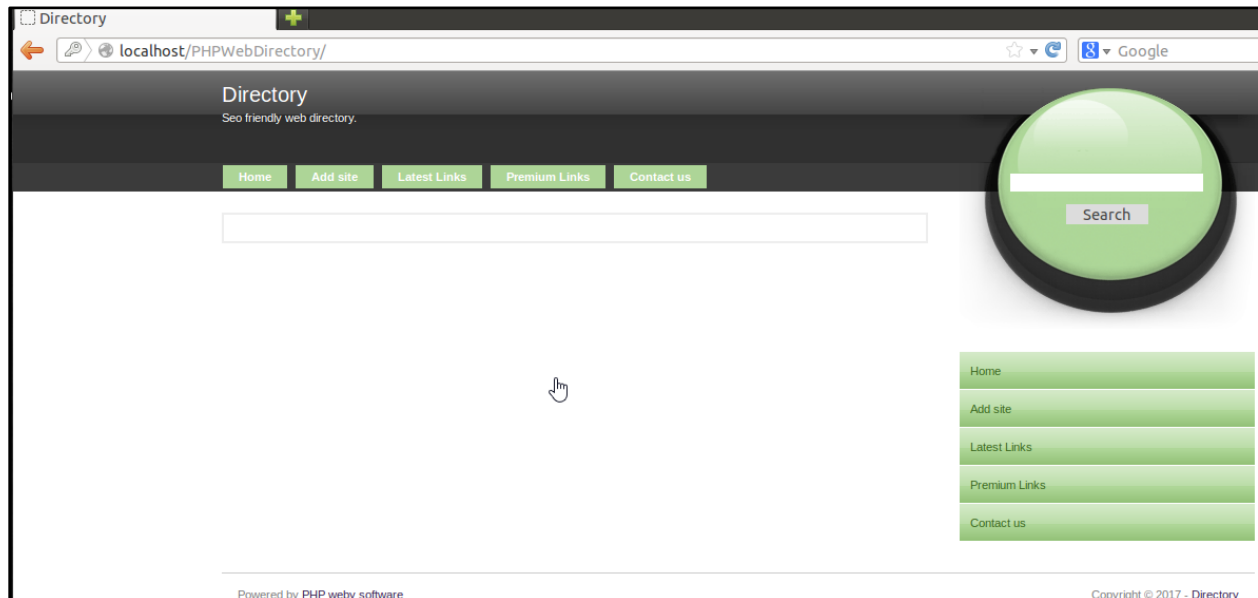 Directory
localhost/PHPWebDirectory/
Google
Directory
Seo friendly web directory.
Home Add site Latest Links Premium Links Contact us
Search
Home
Add site
Latest Links
Premium Links
Contact us
Powered by PHP weby software
Copyright © 2017 - Directory